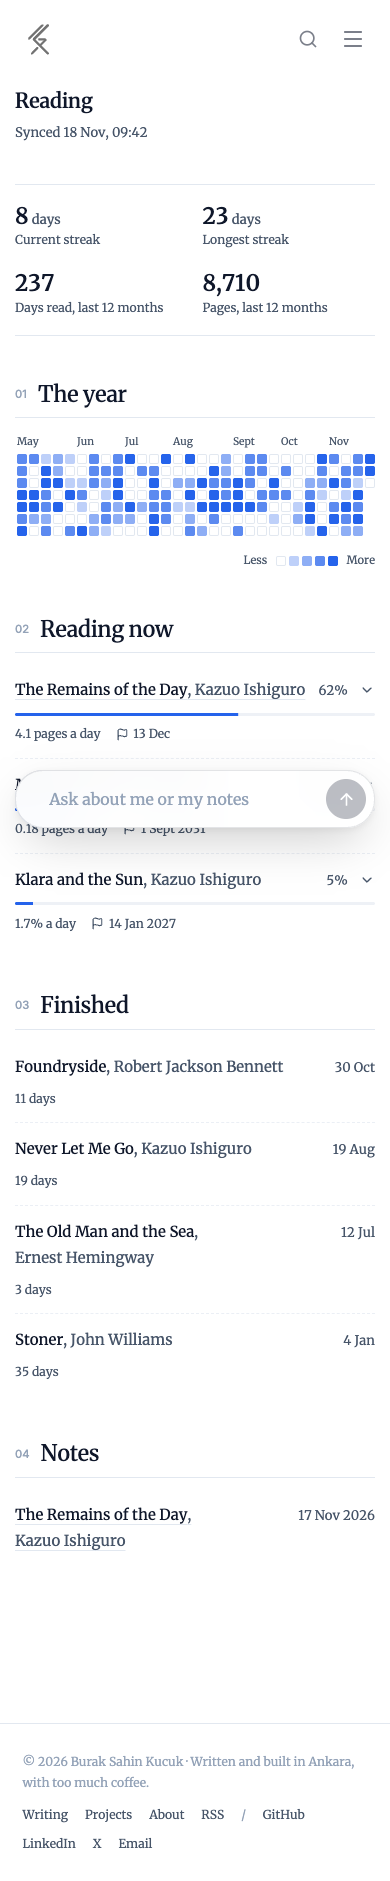 Reading
Synced 18 Nov, 09:42
8 days
Current streak
23 days
Longest streak
237
Days read, last 12 months
8,710
Pages, last 12 months
01 The year
May Jun Jul Aug Sept Oct Nov
Less More
02 Reading now
The Remains of the Day, Kazuo Ishiguro 62%
4.1 pages a day 13 Dec
Ask about me or my notes
0.18 pages a day 1 Sept 2031
Klara and the Sun, Kazuo Ishiguro 5%
1.7% a day 14 Jan 2027
03 Finished
Foundryside, Robert Jackson Bennett 30 Oct
11 days
Never Let Me Go, Kazuo Ishiguro 19 Aug
19 days
The Old Man and the Sea, 12 Jul
Ernest Hemingway
3 days
Stoner, John Williams 4 Jan
35 days
04 Notes
The Remains of the Day, 17 Nov 2026
Kazuo Ishiguro
© 2026 Burak Sahin Kucuk · Written and built in Ankara,
with too much coffee.
Writing Projects About RSS / GitHub
LinkedIn X Email